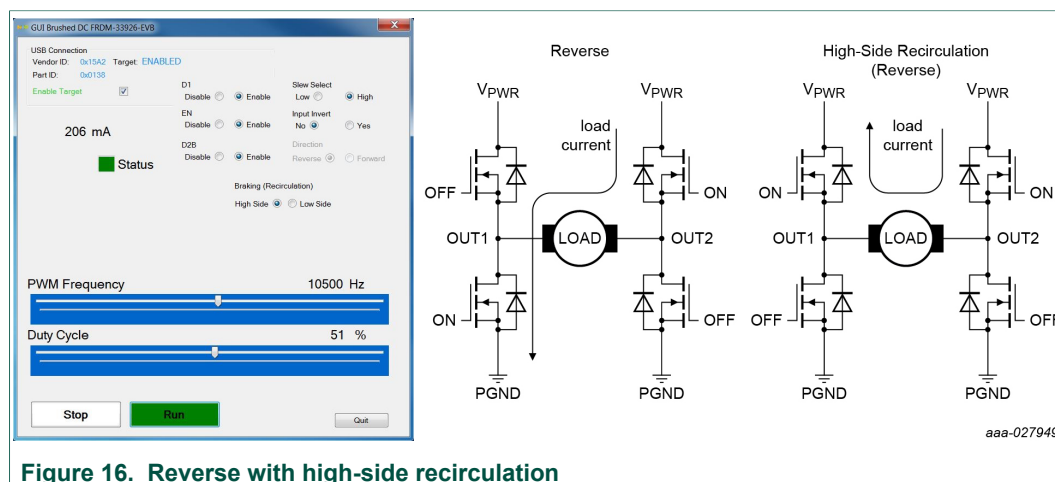 GUI Brushed DC FRDM-33926-EVB
X
USB Connection
Vendor ID: 0x15A2 Target: ENABLED
Part ID: 0x0138
Enable Target
206 mA
Status
D1
Disable Enable
EN
Disable Enable
D2B
Disable Enable
Slew Select
Low High
Input Invert
No Yes
Direction
Reverse Forward
Braking (Recirculation)
High Side Low Side
PWM Frequency 10500 Hz
Duty Cycle 51 %
Stop Run Quit
Reverse
VPWR VPWR
load
current
OFF ON
OUT1 LOAD OUT2
ON OFF
PGND PGND
High-Side Recirculation
(Reverse)
VPWR VPWR
load
current
ON ON
OUT1 LOAD OUT2
OFF OFF
PGND PGND
aaa-027949
Figure 16. Reverse with high-side recirculation